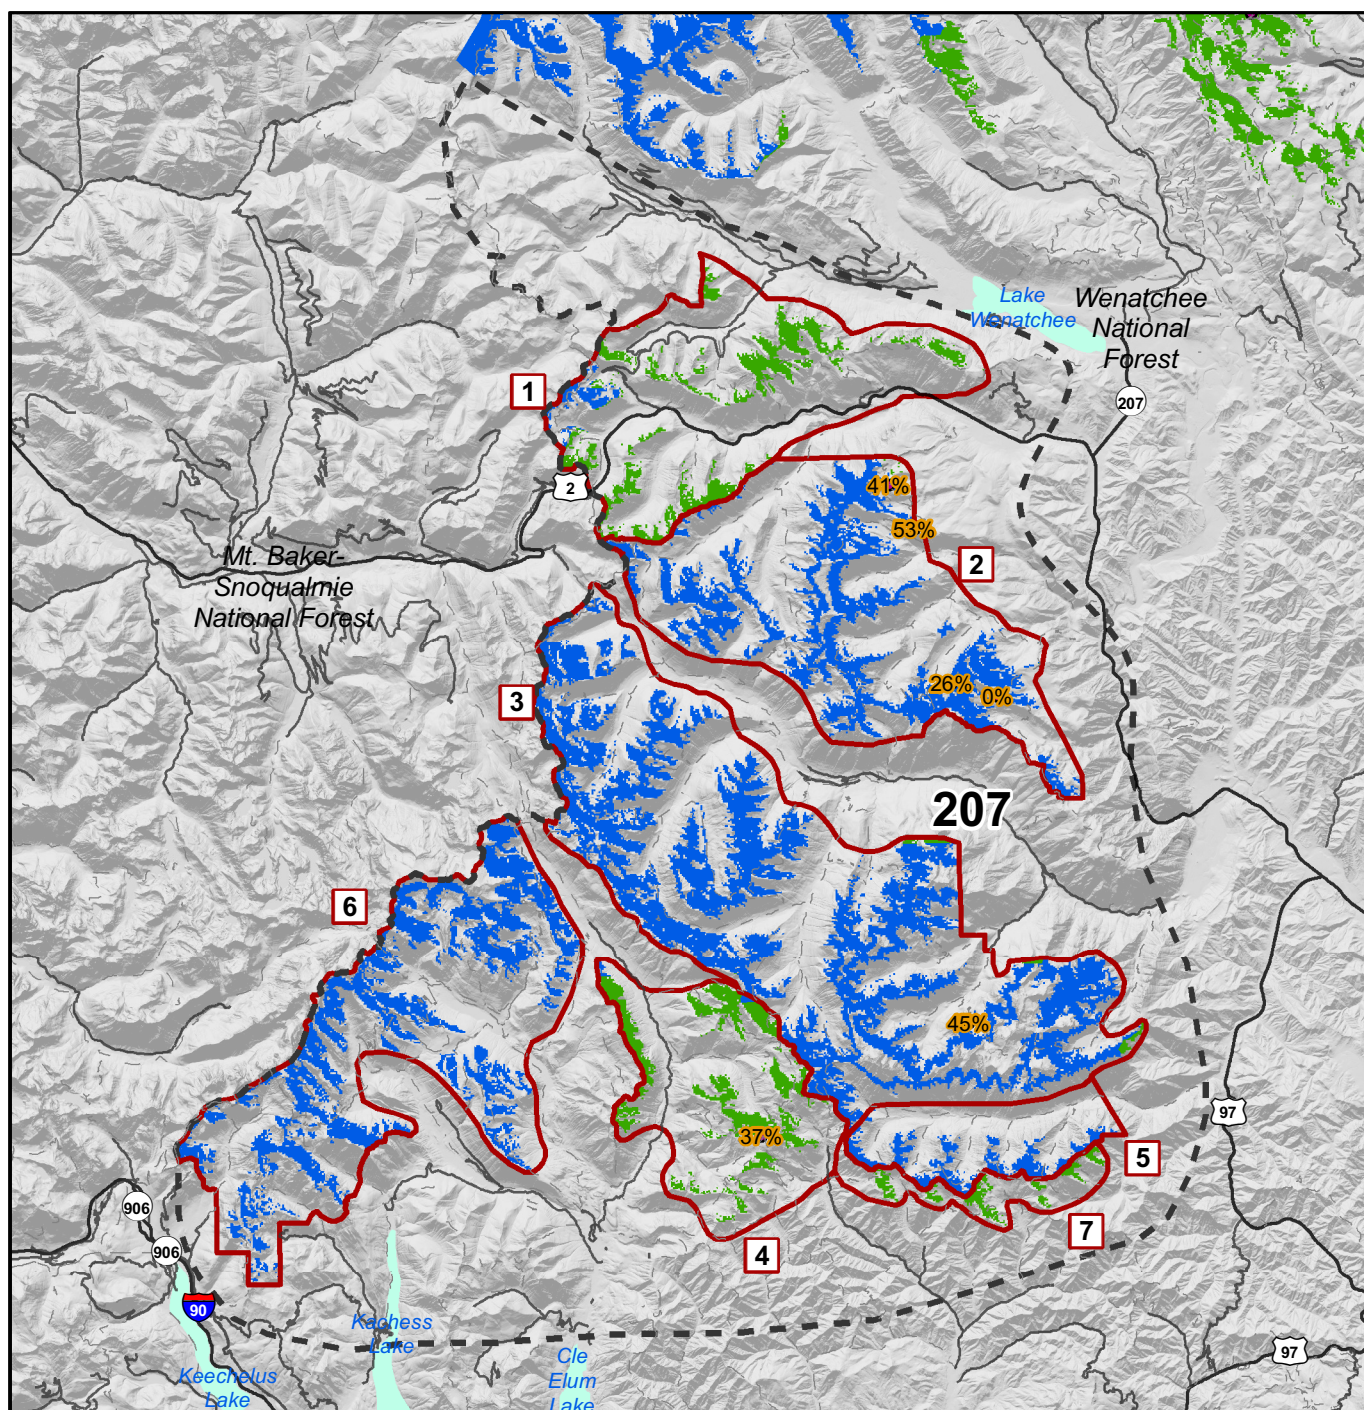 Lake
Wenatchee
Wenatchee
National
Forest
207
1
2
41%
53%
2
Mt. Baker-
Snoqualmie
National Forest
26%
0%
3
207
6
45%
37%
97
5
7
4
906
906
90
Kachess
Lake
Keechelus
Lake
Cle
Elum
Lake
97